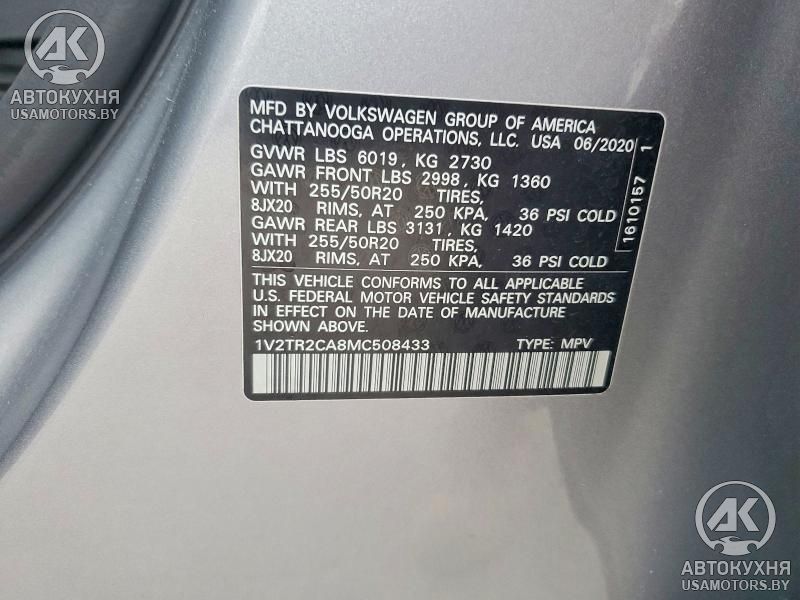 AK
АВТОКУХНЯ
USAMOTORS.BY
MFD BY VOLKSWAGEN GROUP OF AMERICA
CHATTANOOGA OPERATIONS, LLC. USA 06/2020
GVWR LBS 6019, KG 2730
GAWR FRONT LBS 2998, KG 1360
WITH 255/50R20 TIRES,
8JX20 RIMS, AT 250 KPA, 36 PSI COLD
GAWR REAR LBS 3131, KG 1420
WITH 255/50R20 TIRES,
8JX20 RIMS, AT 250 KPA, 36 PSI COLD
1610157 1
THIS VEHICLE CONFORMS TO ALL APPLICABLE
U.S. FEDERAL MOTOR VEHICLE SAFETY STANDARDS
IN EFFECT ON THE DATE OF MANUFACTURE
SHOWN ABOVE.
1V2TR2CA8MC508433 TYPE: MPV
AK
АВТОКУХНЯ
USAMOTORS.BY